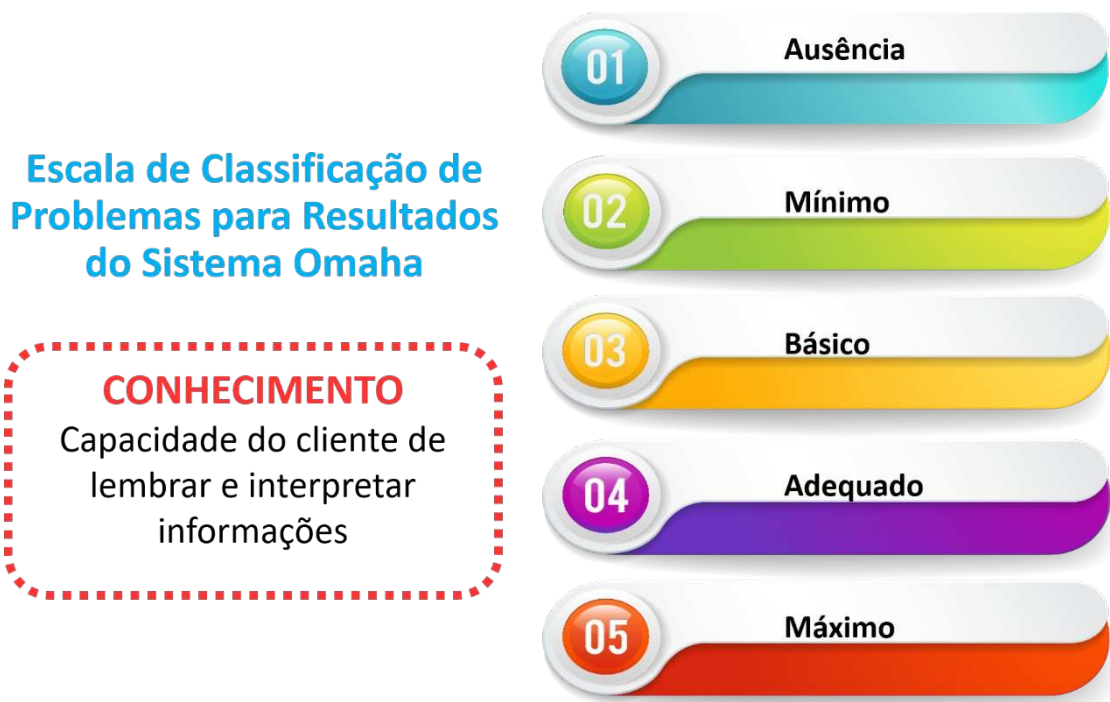 Escala de Classificação de
Problemas para Resultados
do Sistema Omaha
CONHECIMENTO
Capacidade do cliente de
lembrar e interpretar
informações
01
Ausência
02
Mínimo
03
Básico
04
Adequado
05
Máximo